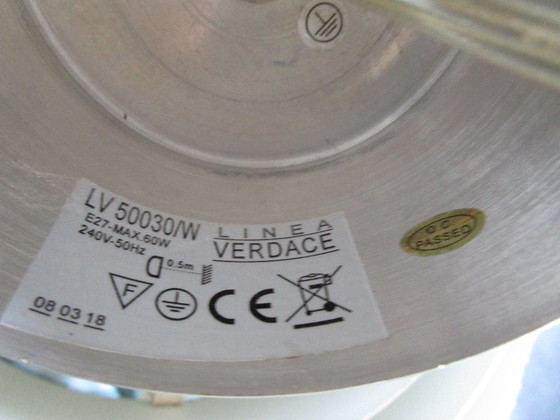 LV 50030/W
E27-MAX.60W
240V-50Hz
LINEA
VERDACE
0.5m
F
CE
08 03 18
QC
PASSED